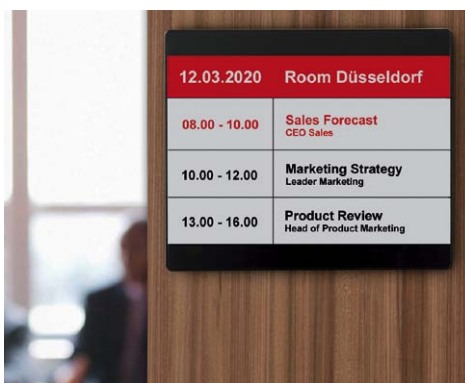 12.03.2020 Room Düsseldorf
08.00 - 10.00 Sales Forecast
CEO Sales
10.00 - 12.00 Marketing Strategy
Leader Marketing
13.00 - 16.00 Product Review
Head of Product Marketing